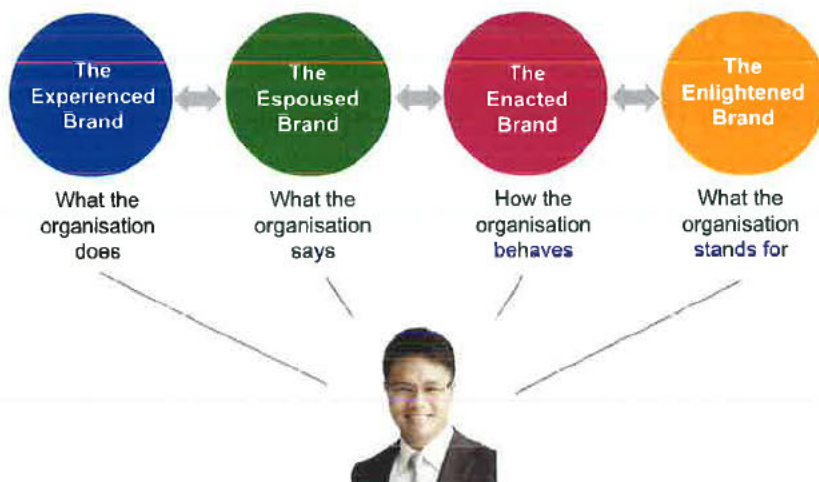 The
Experienced
Brand
The
Espoused
Brand
The
Enacted
Brand
The
Enlightened
Brand
What the
organisation
does
What the
organisation
says
How the
organisation
behaves
What the
organisation
stands for